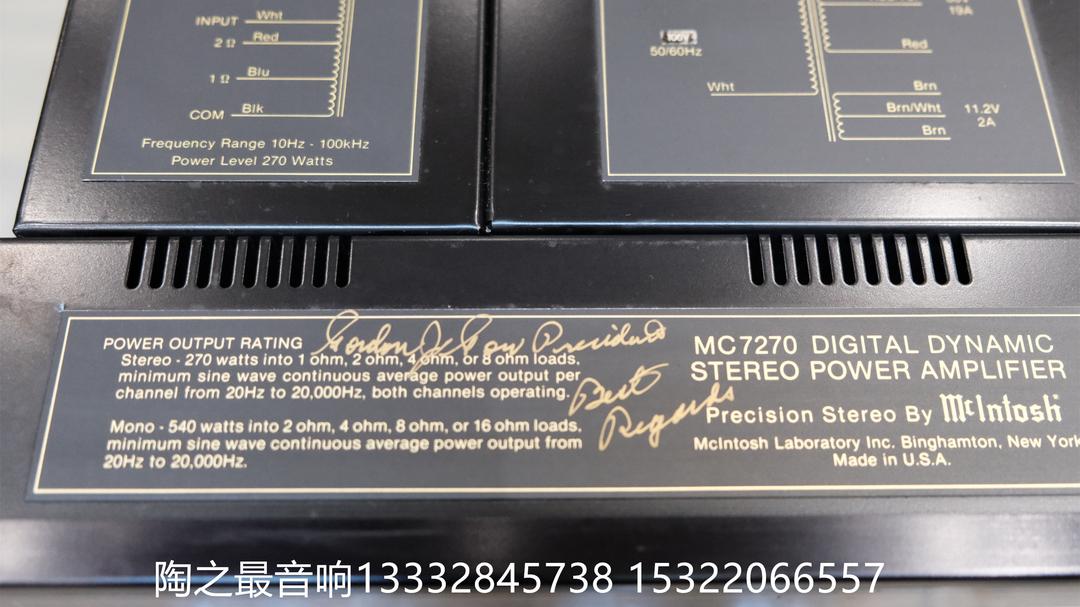 INPUT Wht
2 Ω Red
1 Ω Blu
COM Blk
Frequency Range 10Hz - 100kHz
Power Level 270 Watts
50/60Hz
19A
Red
Wht
Brn
Brn/Wht 11.2V
2A
Brn
POWER OUTPUT RATING
Stereo - 270 watts into 1 ohm, 2 ohm, 4 ohm, or 8 ohm loads,
minimum sine wave continuous average power output per
channel from 20Hz to 20,000Hz, both channels operating.
Mono - 540 watts into 2 ohm, 4 ohm, 8 ohm, or 16 ohm loads,
minimum sine wave continuous average power output from
20Hz to 20,000Hz.
Gordon J Gow President
Best
Regards
MC7270 DIGITAL DYNAMIC
STEREO POWER AMPLIFIER
Precision Stereo By McIntosh
McIntosh Laboratory Inc. Binghamton, New York
Made in U.S.A.
陶之最音响13332845738 15322066557